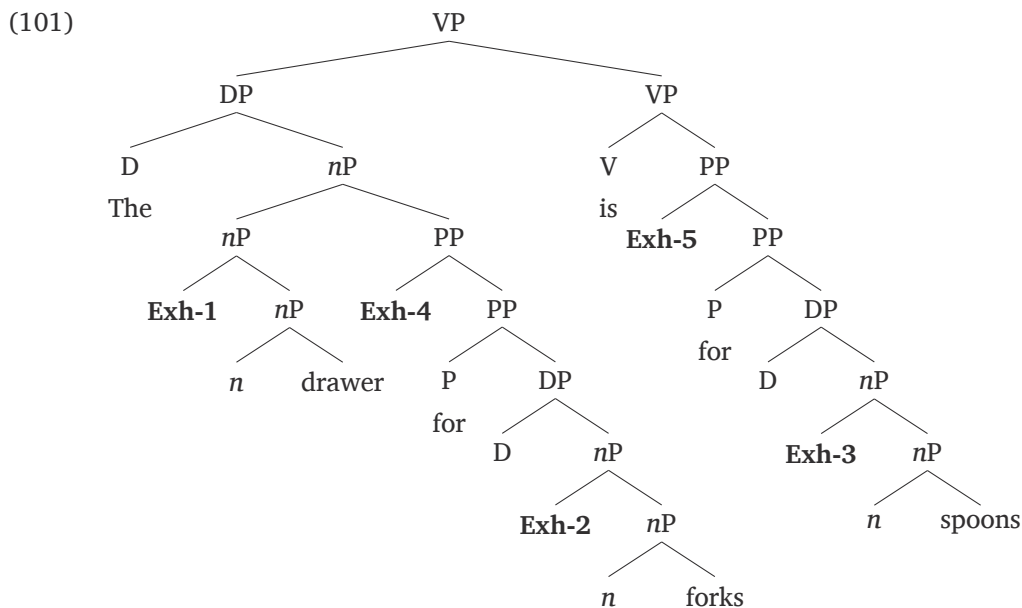 (101) VP
DP VP
D nP V PP
The is
nP PP Exh-5 PP
Exh-1 nP Exh-4 PP P DP
for
n drawer P DP D nP
for
D nP Exh-3 nP
Exh-2 nP n spoons
n forks